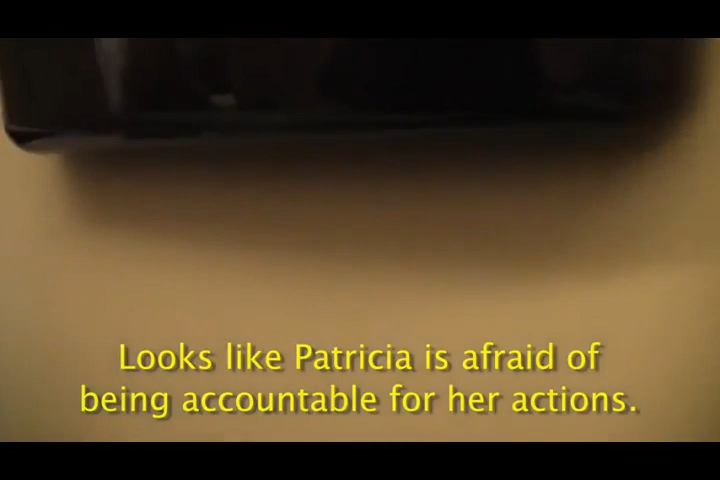 Looks like Patricia is afraid of
being accountable for her actions.